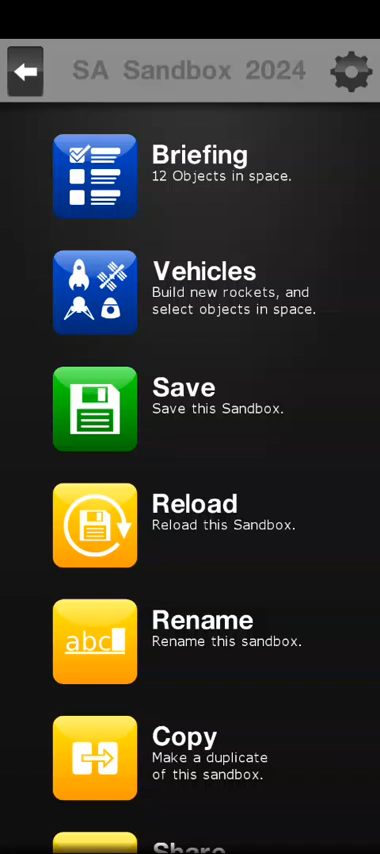 SA Sandbox 2024
Briefing
12 Objects in space.
Vehicles
Build new rockets, and
select objects in space.
Save
Save this Sandbox.
Reload
Reload this Sandbox.
abc
Rename
Rename this sandbox.
Copy
Make a duplicate
of this sandbox.
Share